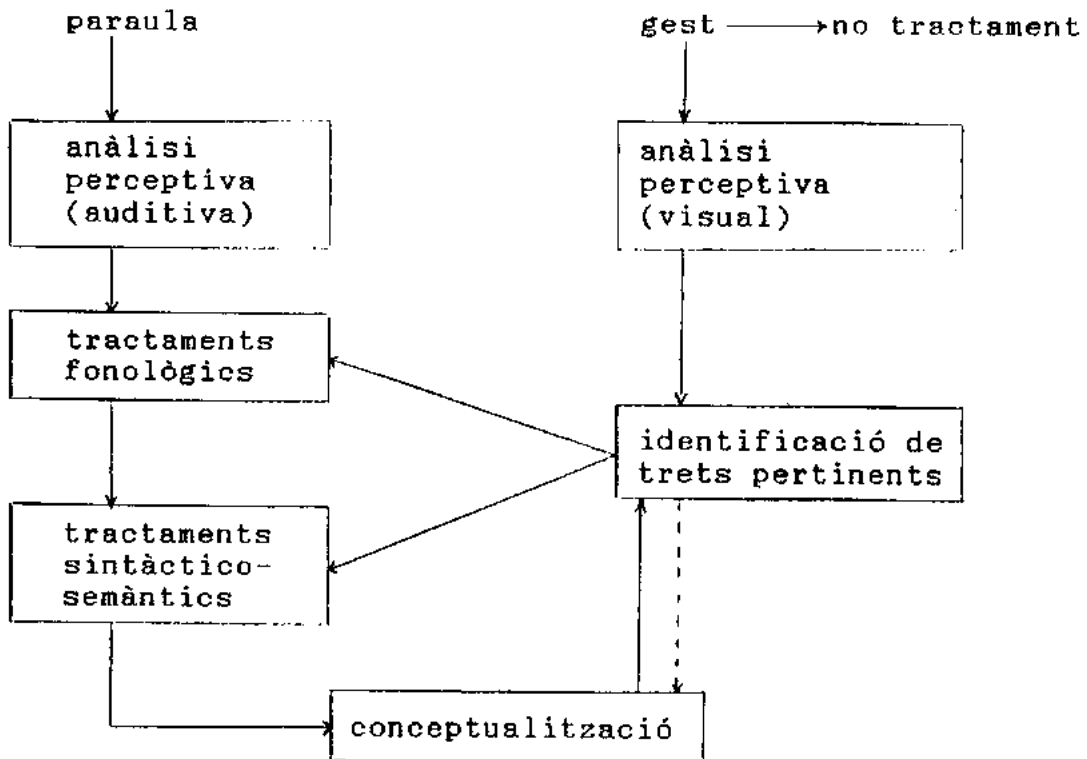 paraula
gest
no tractament
anàlisi
perceptiva
(auditiva)
anàlisi
perceptiva
(visual)
tractaments
fonològics
identificació de
trets pertinents
tractaments
sintàctico-
semàntics
conceptualització